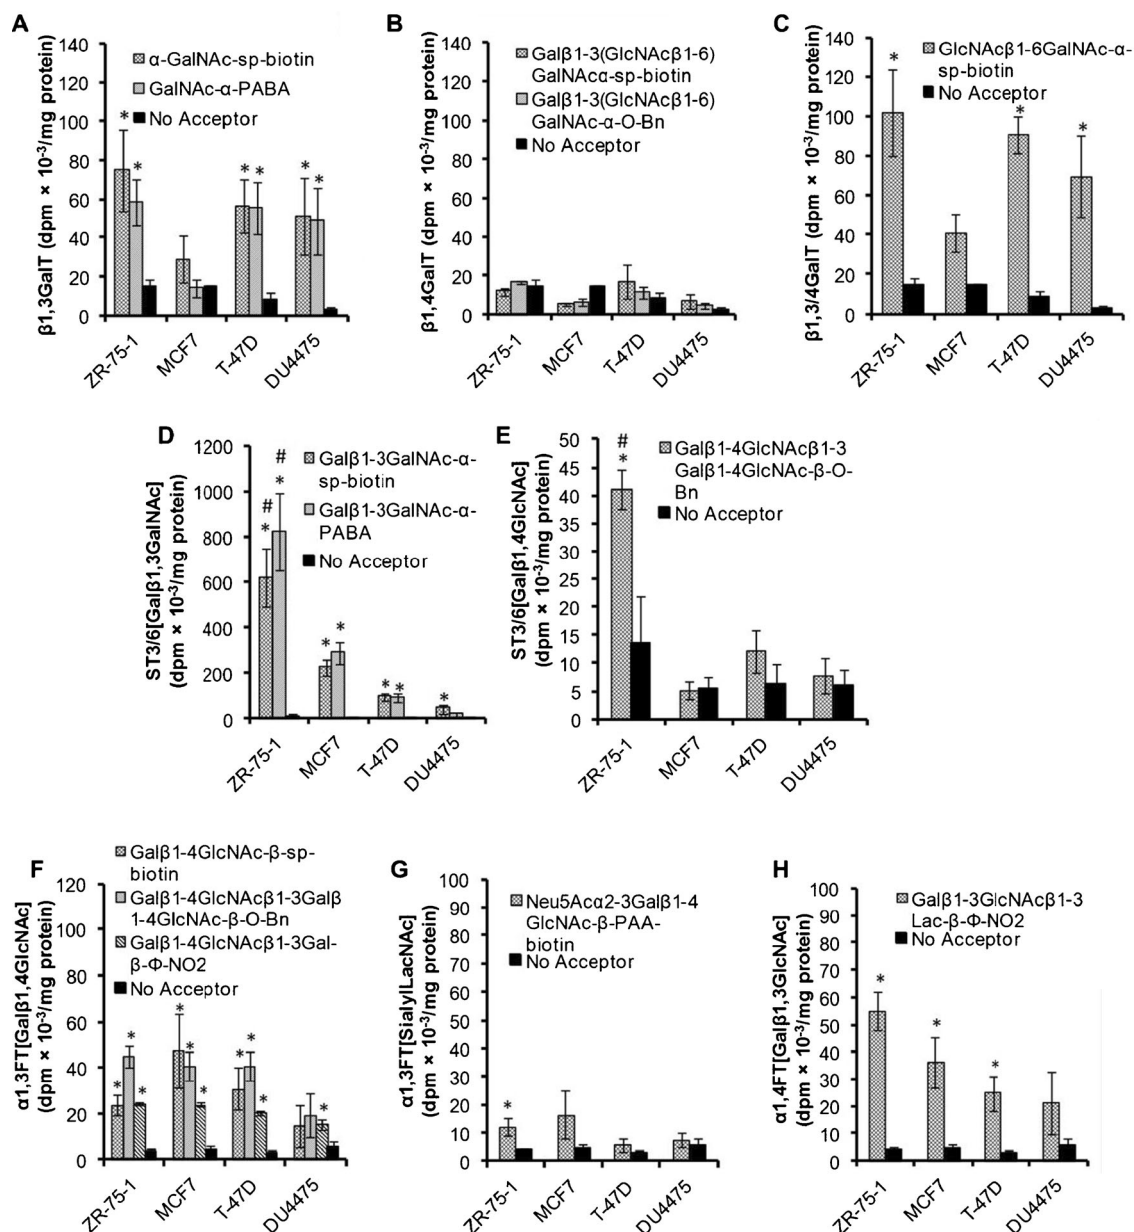 A
β1,3GalT (dpm × 10⁻³/mg protein)
140
120
100
80
60
40
20
0
α-GalNAc-sp-biotin
GalNAc-α-PABA
No Acceptor
*
*
*
*
*
*
ZR-75-1
MCF7
T-47D
DU4475
B
β1,4GalT (dpm × 10⁻³/mg protein)
140
120
100
80
60
40
20
0
Galβ1-3(GlcNAcβ1-6)
GalNAcα-sp-biotin
Galβ1-3(GlcNAcβ1-6)
GalNAc-α-O-Bn
No Acceptor
ZR-75-1
MCF7
T-47D
DU4475
C
β1,3/4GalT (dpm × 10⁻³/mg protein)
140
120
100
80
60
40
20
0
GlcNAcβ1-6GalNAc-α-
sp-biotin
No Acceptor
*
*
*
ZR-75-1
MCF7
T-47D
DU4475
D
ST3/6[Galβ1,3GalNAc]
(dpm × 10⁻³/mg protein)
1200
1000
800
600
400
200
0
Galβ1-3GalNAc-α-
sp-biotin
Galβ1-3GalNAc-α-
PABA
No Acceptor
#
*
#
*
*
*
*
*
*
ZR-75-1
MCF7
T-47D
DU4475
E
ST3/6[Galβ1,4GlcNAc]
(dpm × 10⁻³/mg protein)
50
45
40
35
30
25
20
15
10
5
0
Galβ1-4GlcNAcβ1-3
Galβ1-4GlcNAc-β-O-
Bn
No Acceptor
#
*
ZR-75-1
MCF7
T-47D
DU4475
F
α1,3FT[Galβ1,4GlcNAc]
(dpm × 10⁻³/mg protein)
120
100
80
60
40
20
0
Galβ1-4GlcNAc-β-sp-
biotin
Galβ1-4GlcNAcβ1-3Galβ
1-4GlcNAc-β-O-Bn
Galβ1-4GlcNAcβ1-3Gal-
β-Φ-NO2
No Acceptor
*
*
*
*
*
*
*
*
*
*
ZR-75-1
MCF7
T-47D
DU4475
G
α1,3FT[SialylLacNAc]
(dpm × 10⁻³/mg protein)
100
90
80
70
60
50
40
30
20
10
0
Neu5Acα2-3Galβ1-4
GlcNAc-β-PAA-
biotin
No Acceptor
*
ZR-75-1
MCF7
T-47D
DU4475
H
α1,4FT[Galβ1,3GlcNAc]
(dpm × 10⁻³/mg protein)
100
90
80
70
60
50
40
30
20
10
0
Galβ1-3GlcNAcβ1-3
Lac-β-Φ-NO2
No Acceptor
*
*
*
ZR-75-1
MCF7
T-47D
DU4475